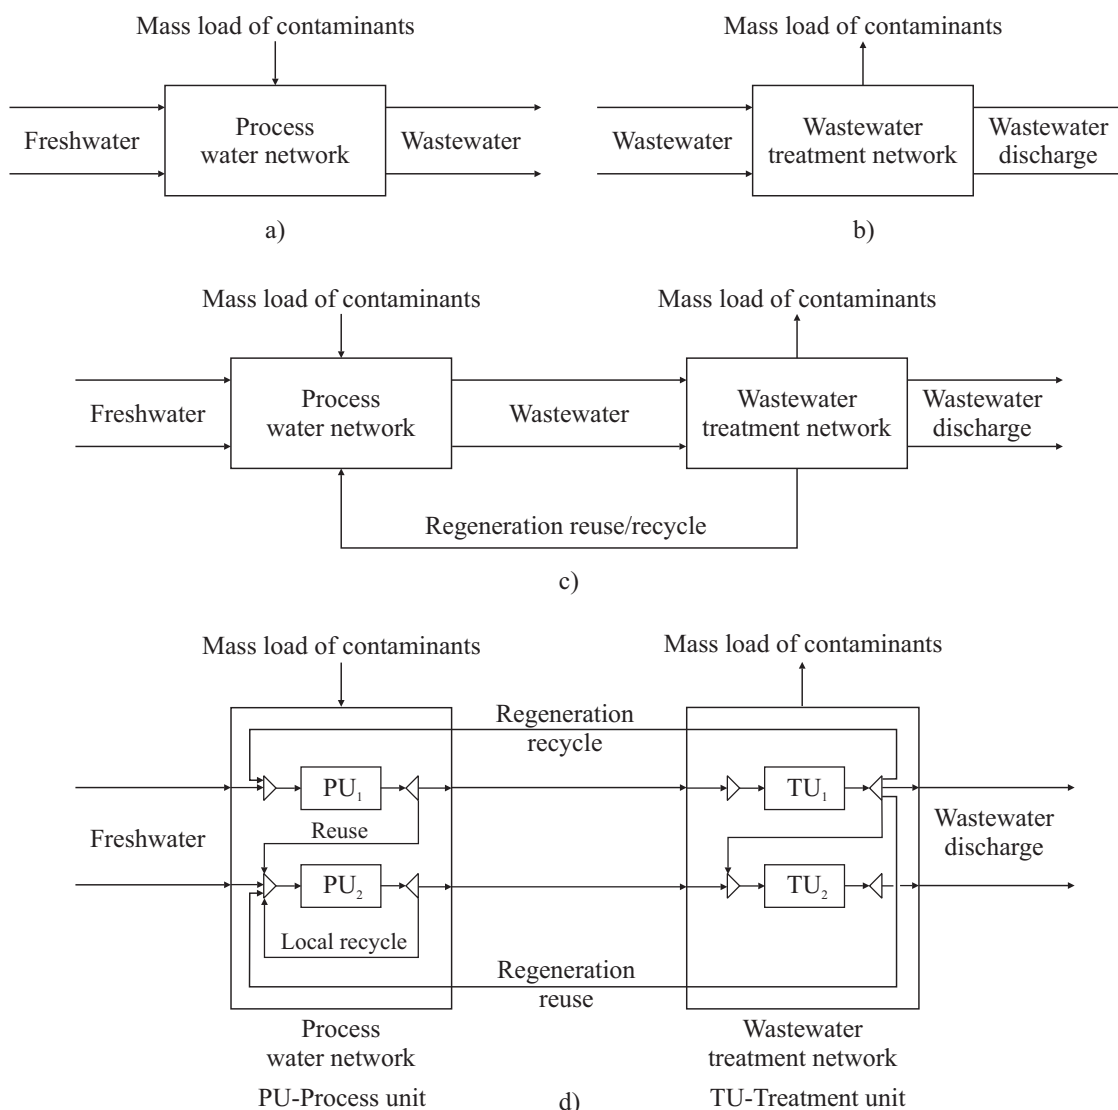 Mass load of contaminants
Freshwater
Process
water network
Wastewater
a)
Mass load of contaminants
Wastewater
Wastewater
treatment network
Wastewater
discharge
b)
Mass load of contaminants
Mass load of contaminants
Freshwater
Process
water network
Wastewater
Wastewater
treatment network
Wastewater
discharge
Regeneration reuse/recycle
c)
Mass load of contaminants
Mass load of contaminants
Regeneration
recycle
PU₁
TU₁
Freshwater
Reuse
Wastewater
discharge
PU₂
TU₂
Local recycle
Regeneration
reuse
Process
water network
Wastewater
treatment network
PU-Process unit
d)
TU-Treatment unit